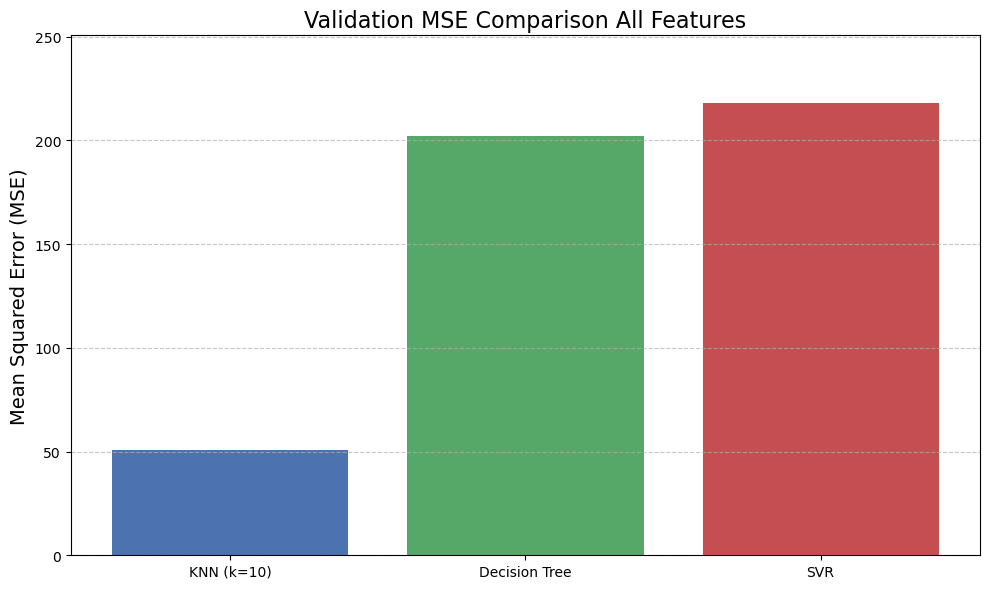 Validation MSE Comparison All Features
Mean Squared Error (MSE)
250
200
150
100
50
0
KNN (k=10)
Decision Tree
SVR